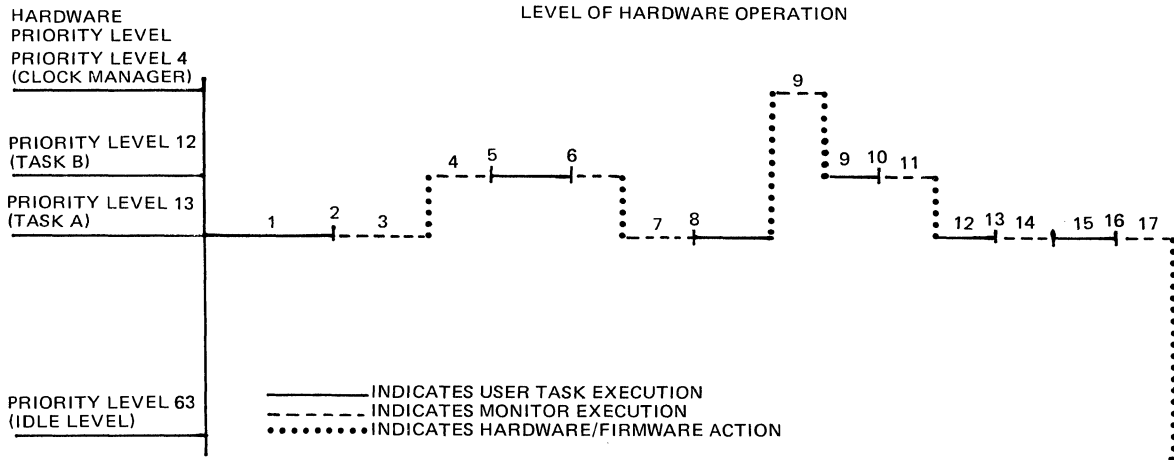 LEVEL OF HARDWARE OPERATION
HARDWARE
PRIORITY LEVEL
PRIORITY LEVEL 4
(CLOCK MANAGER)
9
PRIORITY LEVEL 12
(TASK B)
4 5 6 9 10 11
PRIORITY LEVEL 13
(TASK A)
1 2 3 7 8 12 13 14 15 16 17
PRIORITY LEVEL 63
(IDLE LEVEL)
INDICATES USER TASK EXECUTION
INDICATES MONITOR EXECUTION
INDICATES HARDWARE/FIRMWARE ACTION